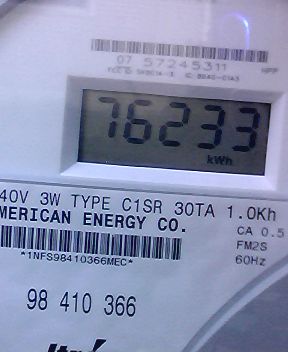 07 57245311
76233
kWh
40V 3W TYPE C1SR 30TA 1.0Kh
MERICAN ENERGY CO.
CA 0.5
FM2S
60Hz
*1NFS98410366MEC*
98 410 366